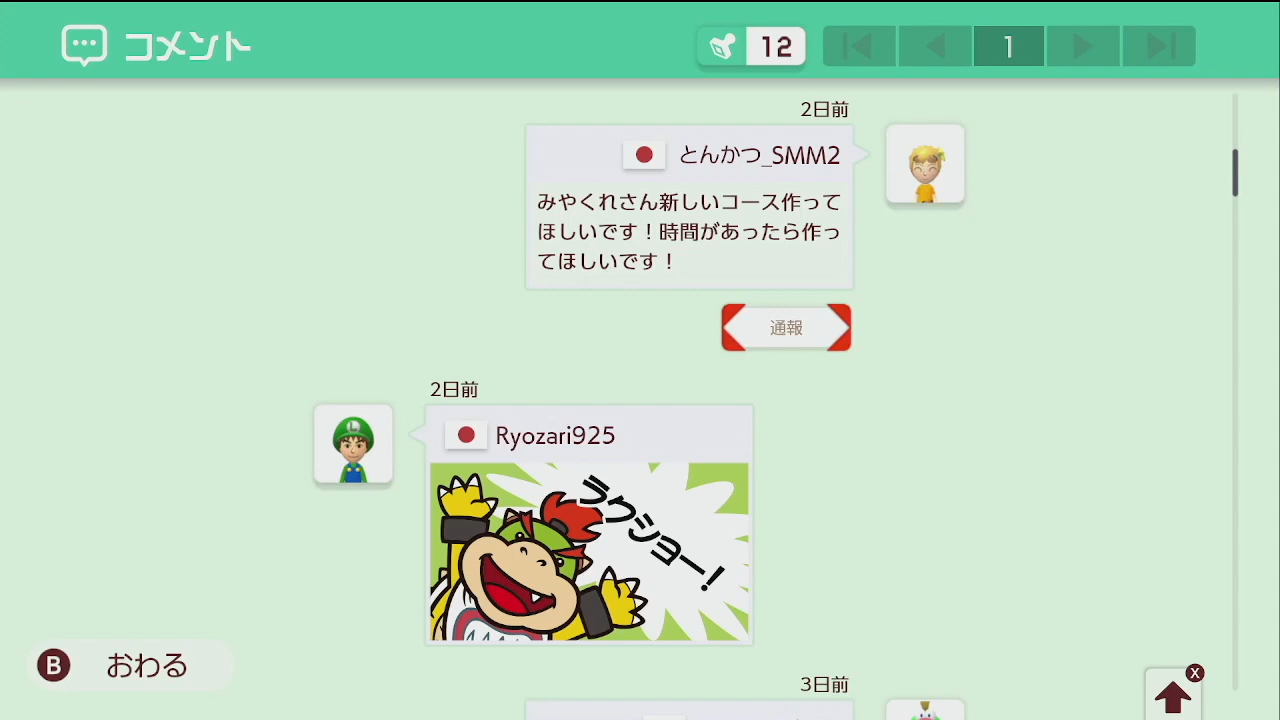 コメント
12
1
2日前
とんかつ_SMM2
みやくれさん新しいコース作って
ほしいです！時間があったら作っ
てほしいです！
通報
2日前
Ryozari925
ラクショー！
B おわる
3日前
X